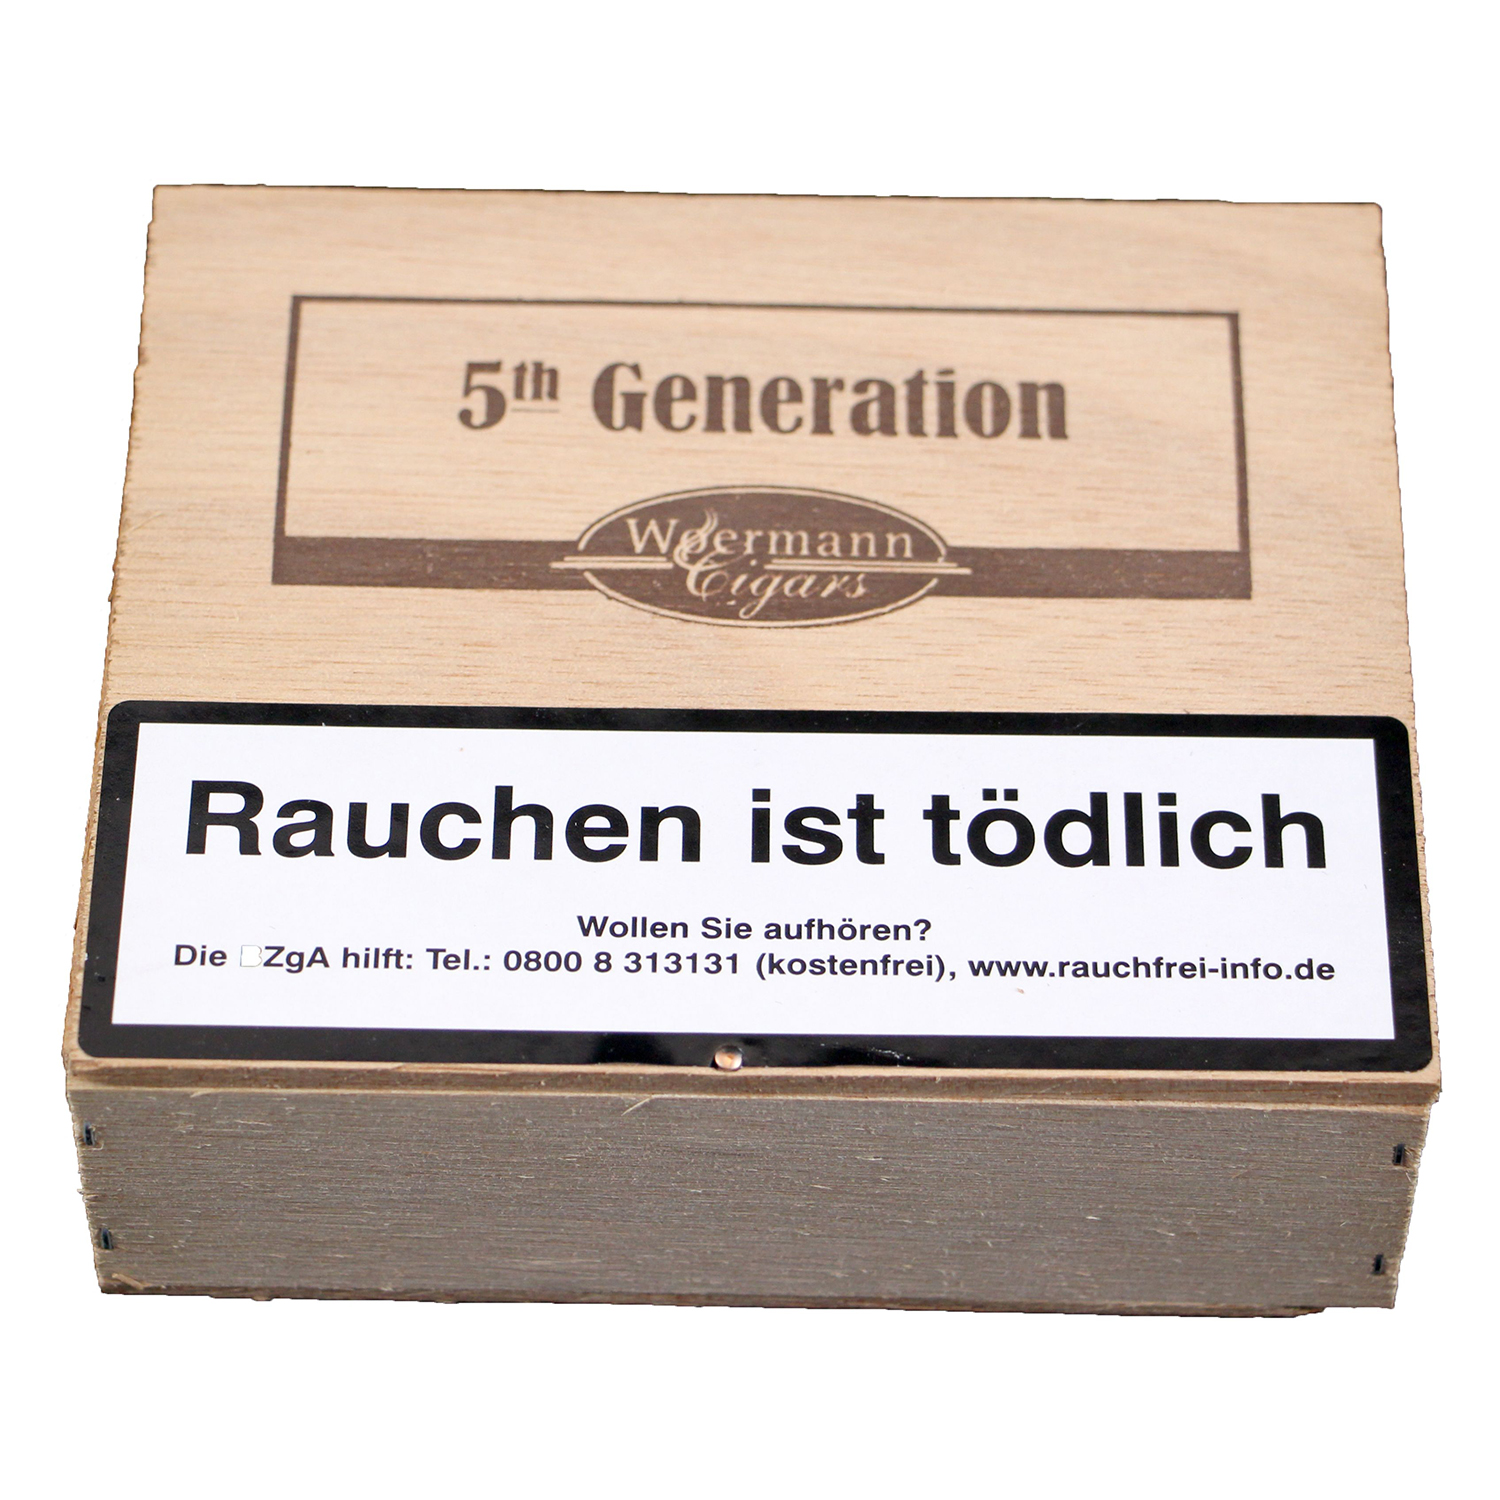 5th Generation
Woermann
Cigars
Rauchen ist tödlich
Wollen Sie aufhören?
Die BZgA hilft: Tel.: 0800 8 313131 (kostenfrei), www.rauchfrei-info.de